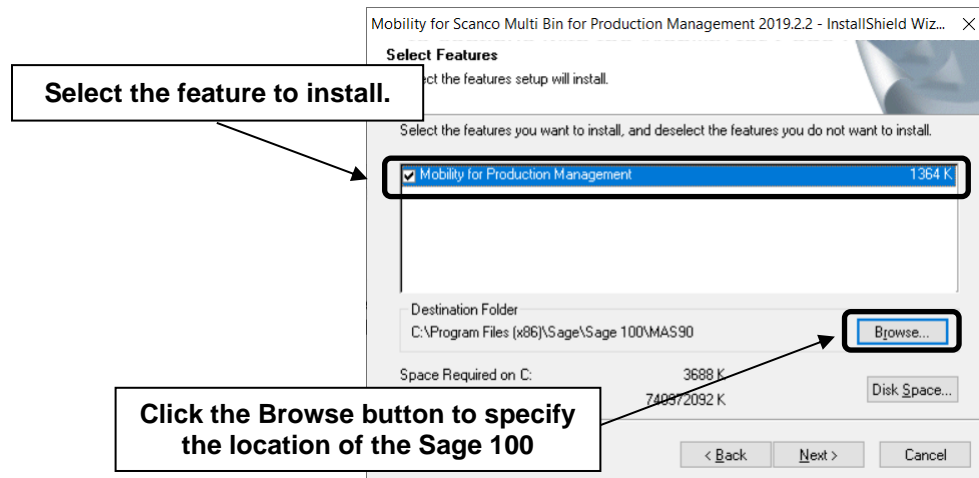 Mobility for Scanco Multi Bin for Production Management 2019.2.2 - InstallShield Wiz...
Select Features
ect the features setup will install.
Select the feature to install.
Select the features you want to install, and deselect the features you do not want to install.
Mobility for Production Management 1364 K
Destination Folder
C:\Program Files (x86)\Sage\Sage 100\MAS90
Browse...
Space Required on C: 3688 K
740972092 K
Disk Space...
Click the Browse button to specify
the location of the Sage 100
< Back Next > Cancel